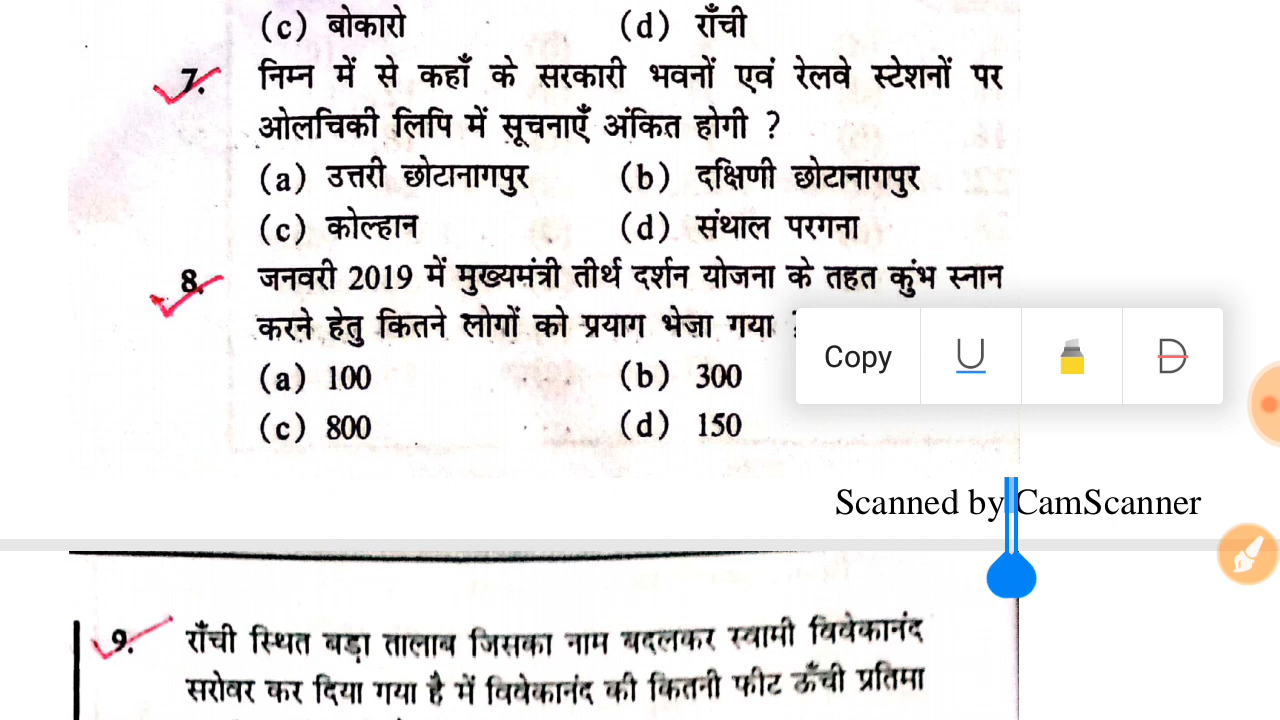 (c) बोकारो (d) राँची
7. निम्न में से कहाँ के सरकारी भवनों एवं रेलवे स्टेशनों पर
ओलचिकी लिपि में सूचनाएँ अंकित होगी ?
(a) उत्तरी छोटानागपुर (b) दक्षिणी छोटानागपुर
(c) कोल्हान (d) संथाल परगना
8. जनवरी 2019 में मुख्यमंत्री तीर्थ दर्शन योजना के तहत कुंभ स्नान
करने हेतु कितने लोगों को प्रयाग भेजा गया ?
Copy U D
(a) 100 (b) 300
(c) 800 (d) 150
Scanned by CamScanner
9. राँची स्थित बड़ा तालाब जिसका नाम बदलकर स्वामी विवेकानंद
सरोवर कर दिया गया है में विवेकानंद की कितनी फीट ऊँची प्रतिमा